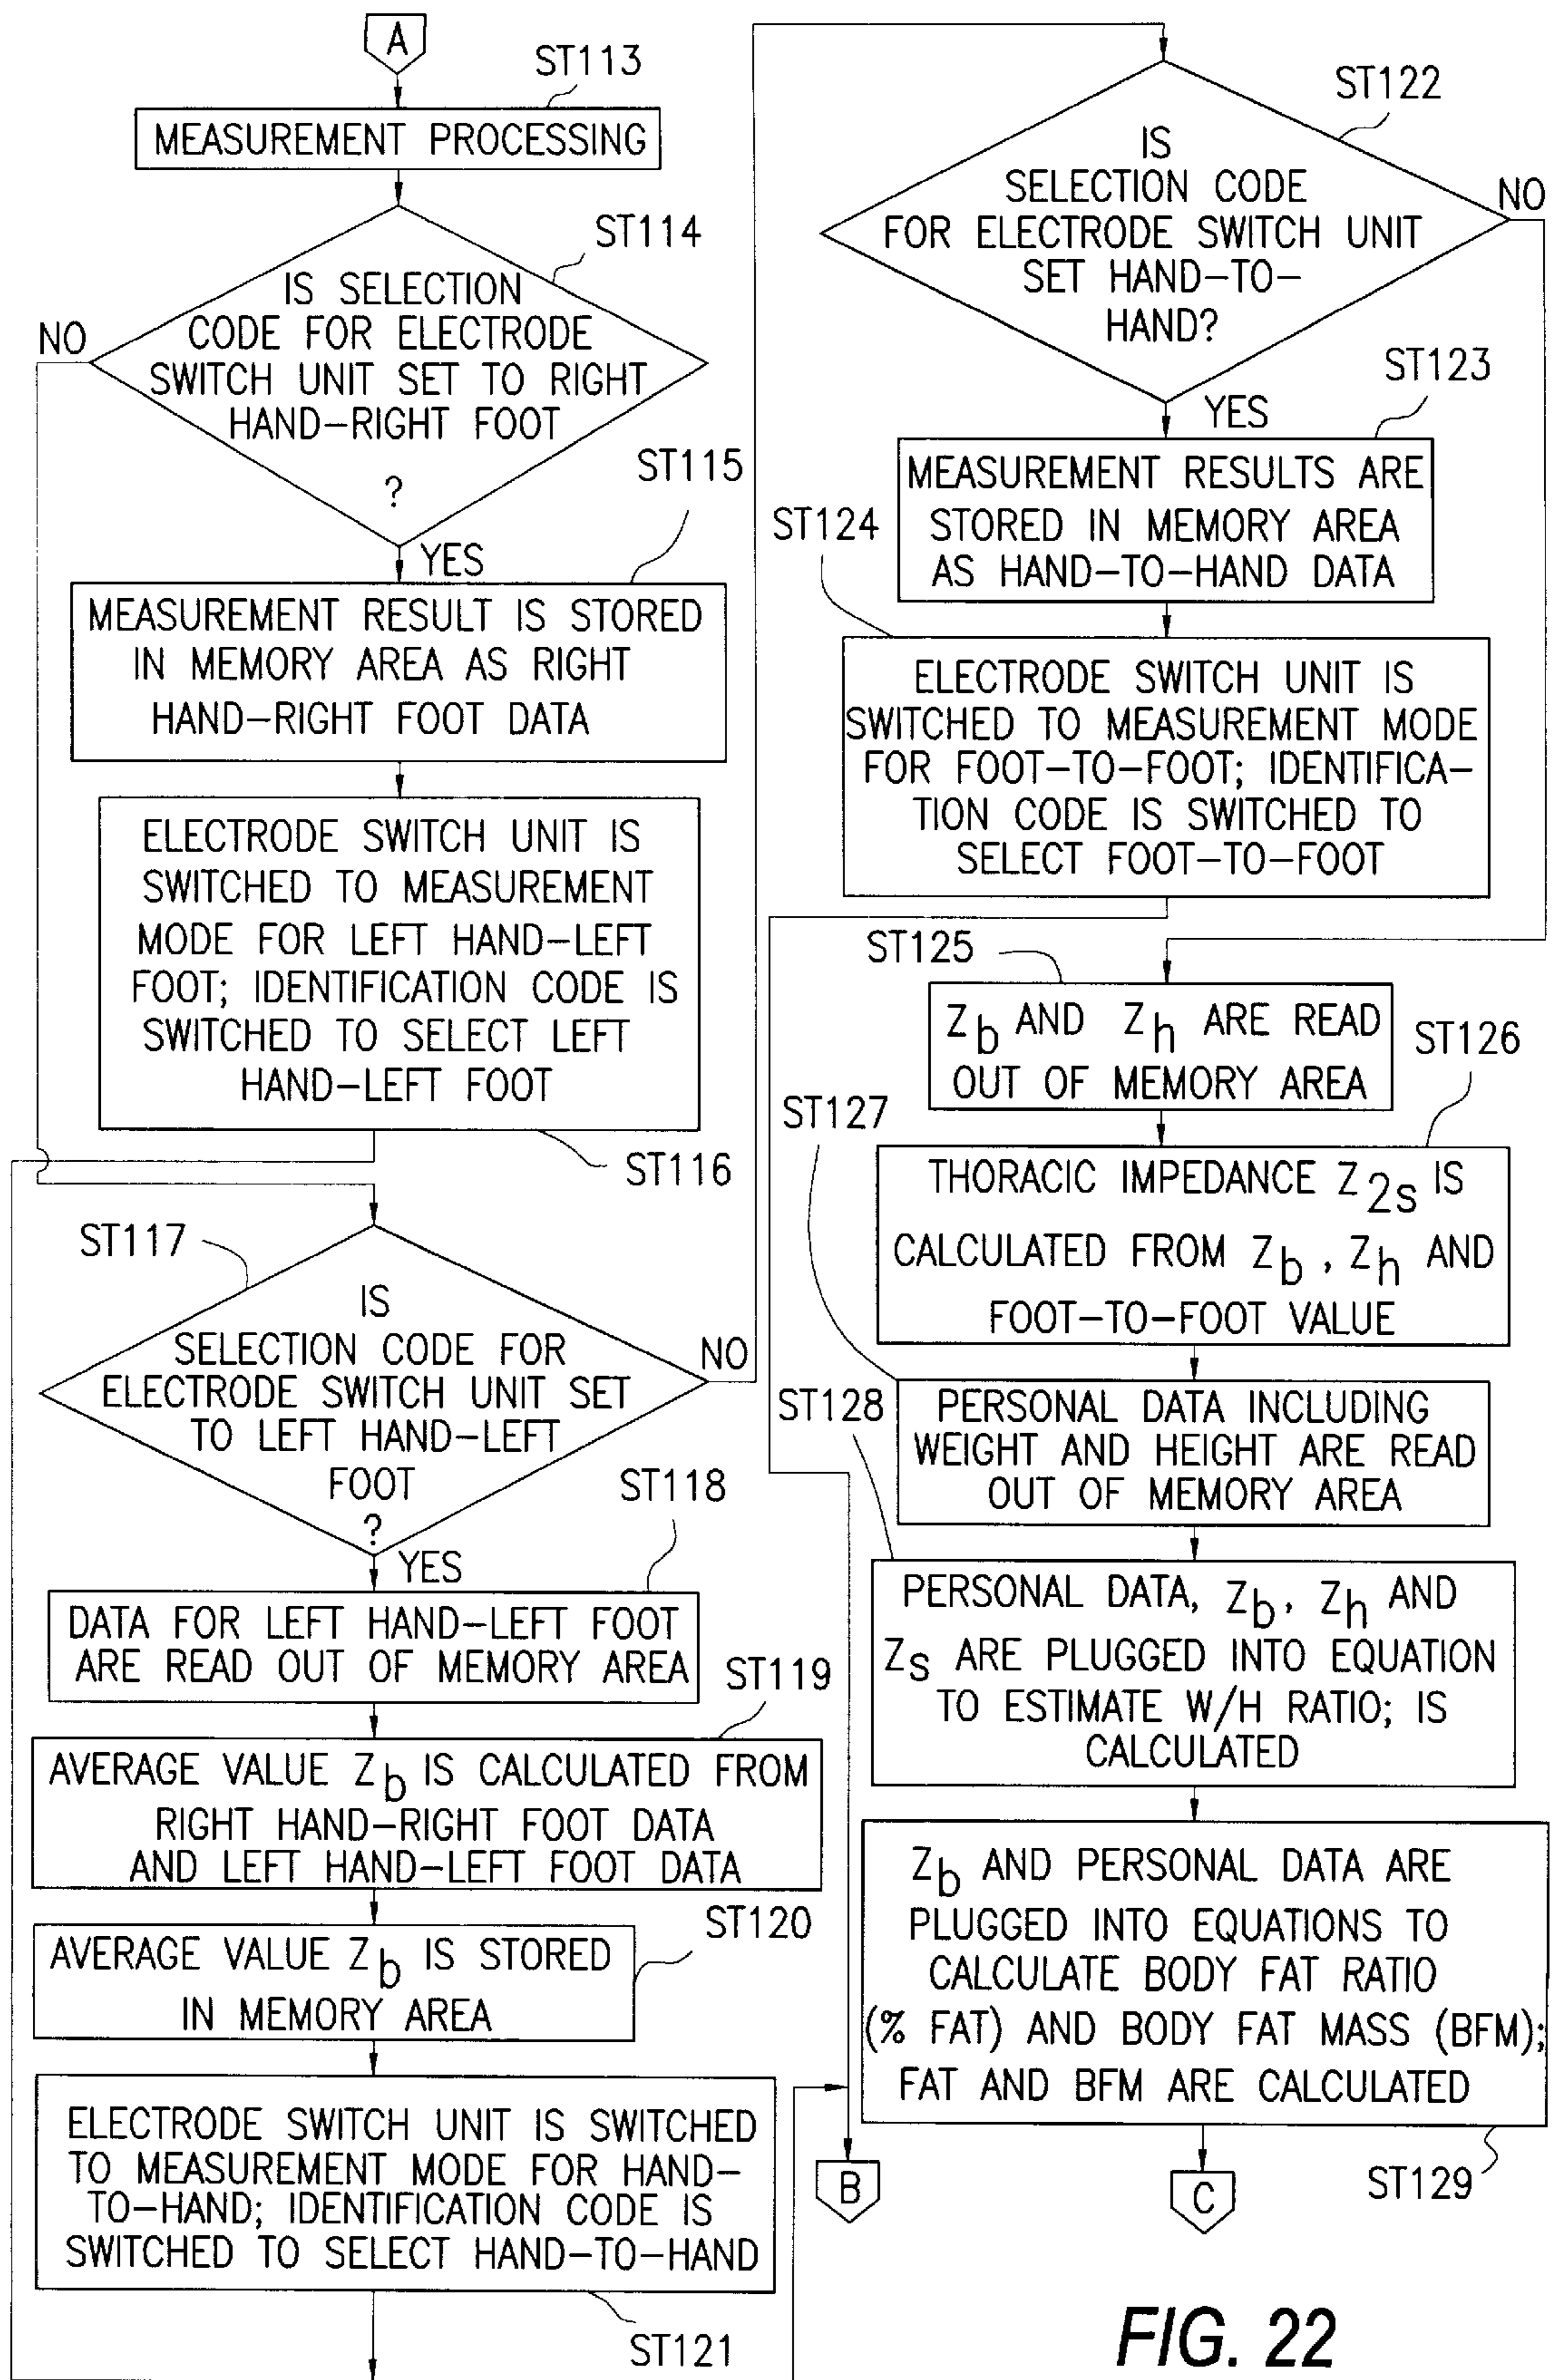 A
ST113
MEASUREMENT PROCESSING
ST114
IS SELECTION
CODE FOR ELECTRODE
SWITCH UNIT SET TO RIGHT
HAND–RIGHT FOOT
?
NO
YES
ST115
MEASUREMENT RESULT IS STORED
IN MEMORY AREA AS RIGHT
HAND–RIGHT FOOT DATA
ELECTRODE SWITCH UNIT IS
SWITCHED TO MEASUREMENT
MODE FOR LEFT HAND–LEFT
FOOT; IDENTIFICATION CODE IS
SWITCHED TO SELECT LEFT
HAND–LEFT FOOT
ST116
ST117
IS
SELECTION CODE FOR
ELECTRODE SWITCH UNIT SET
TO LEFT HAND–LEFT
FOOT
?
NO
YES
ST118
DATA FOR LEFT HAND–LEFT FOOT
ARE READ OUT OF MEMORY AREA
ST119
AVERAGE VALUE Zb IS CALCULATED FROM
RIGHT HAND–RIGHT FOOT DATA
AND LEFT HAND–LEFT FOOT DATA
ST120
AVERAGE VALUE Zb IS STORED
IN MEMORY AREA
ELECTRODE SWITCH UNIT IS SWITCHED
TO MEASUREMENT MODE FOR HAND–
TO–HAND; IDENTIFICATION CODE IS
SWITCHED TO SELECT HAND–TO–HAND
ST121
ST122
IS
SELECTION CODE
FOR ELECTRODE SWITCH UNIT
SET HAND–TO–
HAND?
NO
YES
ST123
MEASUREMENT RESULTS ARE
STORED IN MEMORY AREA
AS HAND–TO–HAND DATA
ST124
ELECTRODE SWITCH UNIT IS
SWITCHED TO MEASUREMENT MODE
FOR FOOT–TO–FOOT; IDENTIFICA–
TION CODE IS SWITCHED TO
SELECT FOOT–TO–FOOT
ST125
Zb AND Zh ARE READ
OUT OF MEMORY AREA
ST126
THORACIC IMPEDANCE Z2s IS
CALCULATED FROM Zb , Zh AND
FOOT–TO–FOOT VALUE
ST127
PERSONAL DATA INCLUDING
WEIGHT AND HEIGHT ARE READ
OUT OF MEMORY AREA
ST128
PERSONAL DATA, Zb, Zh AND
Zs ARE PLUGGED INTO EQUATION
TO ESTIMATE W/H RATIO; IS
CALCULATED
Zb AND PERSONAL DATA ARE
PLUGGED INTO EQUATIONS TO
CALCULATE BODY FAT RATIO
(% FAT) AND BODY FAT MASS (BFM);
FAT AND BFM ARE CALCULATED
ST129
B
C
FIG. 22